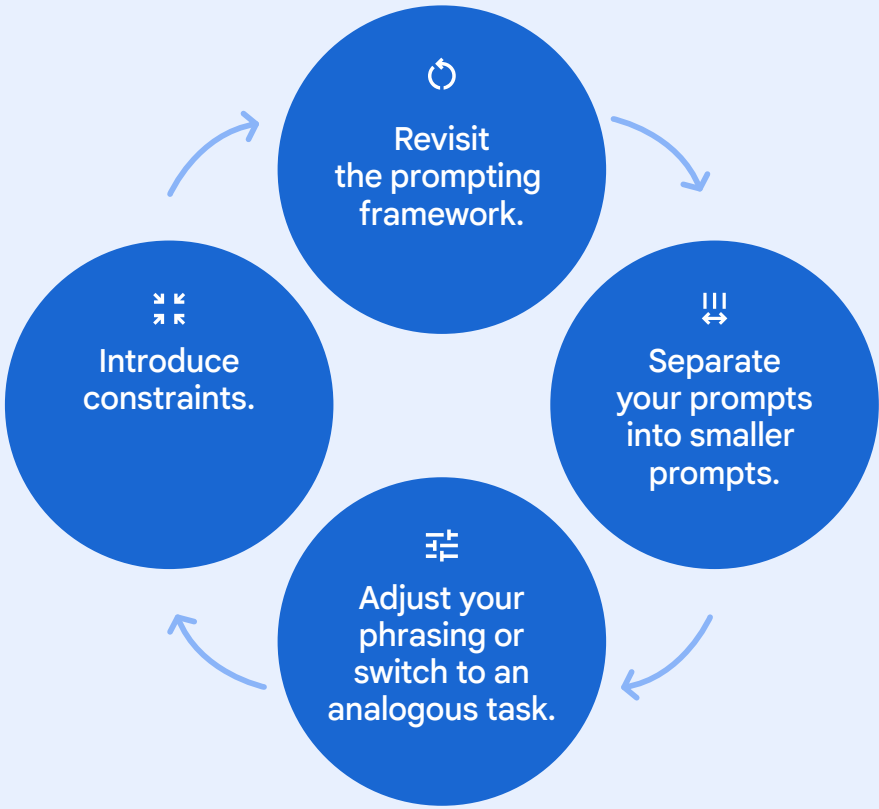 Revisit
the prompting
framework.
Separate
your prompts
into smaller
prompts.
Adjust your
phrasing or
switch to an
analogous task.
Introduce
constraints.